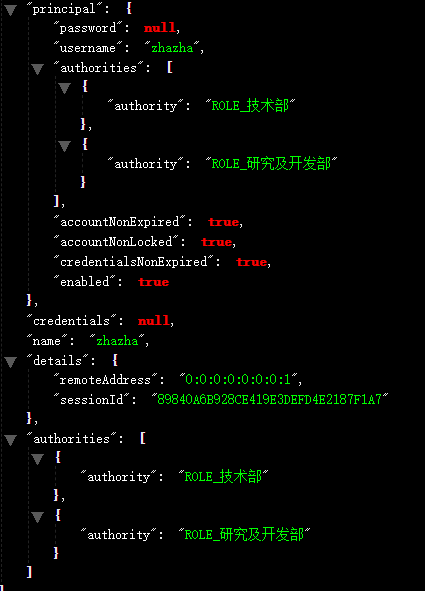 "principal": {
"password": null,
"username": "zhazha",
"authorities": [
{
"authority": "ROLE_技术部"
},
{
"authority": "ROLE_研究及开发部"
}
],
"accountNonExpired": true,
"accountNonLocked": true,
"credentialsNonExpired": true,
"enabled": true
},
"credentials": null,
"name": "zhazha",
"details": {
"remoteAddress": "0:0:0:0:0:0:0:1",
"sessionId": "89840A6B928CE419E3DEFD4E2187F1A7"
},
"authorities": [
{
"authority": "ROLE_技术部"
},
{
"authority": "ROLE_研究及开发部"
}
]